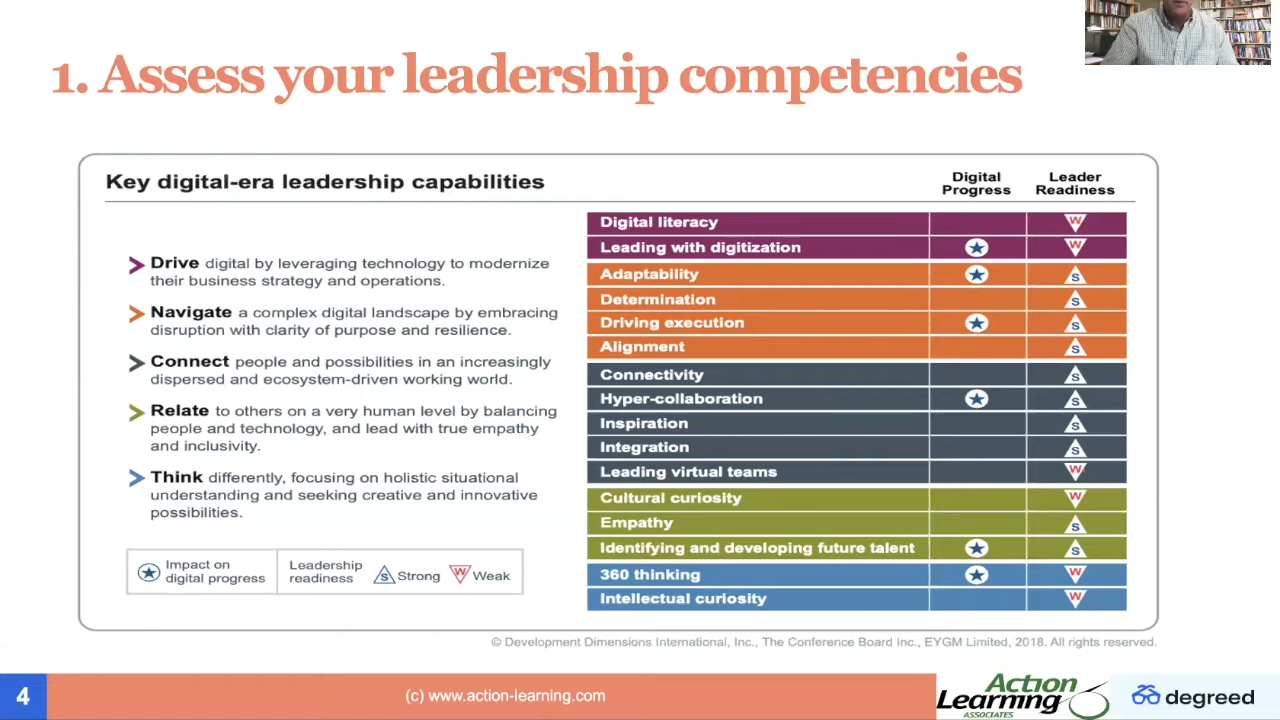 1. Assess your leadership competencies
Key digital-era leadership capabilities
Digital
Progress
Leader
Readiness
Drive digital by leveraging technology to modernize
their business strategy and operations.
Navigate a complex digital landscape by embracing
disruption with clarity of purpose and resilience.
Connect people and possibilities in an increasingly
dispersed and ecosystem-driven working world.
Relate to others on a very human level by balancing
people and technology, and lead with true empathy
and inclusivity.
Think differently, focusing on holistic situational
understanding and seeking creative and innovative
possibilities.
Impact on
digital progress
Leadership
readiness
S Strong
W Weak
Digital literacy W
Leading with digitization W
Adaptability S
Determination S
Driving execution S
Alignment S
Connectivity S
Hyper-collaboration S
Inspiration S
Integration S
Leading virtual teams W
Cultural curiosity W
Empathy S
Identifying and developing future talent S
360 thinking W
Intellectual curiosity W
© Development Dimensions International, Inc., The Conference Board Inc., EYGM Limited, 2018. All rights reserved.
4
(c) www.action-learning.com
Action
Learning
ASSOCIATES
degreed